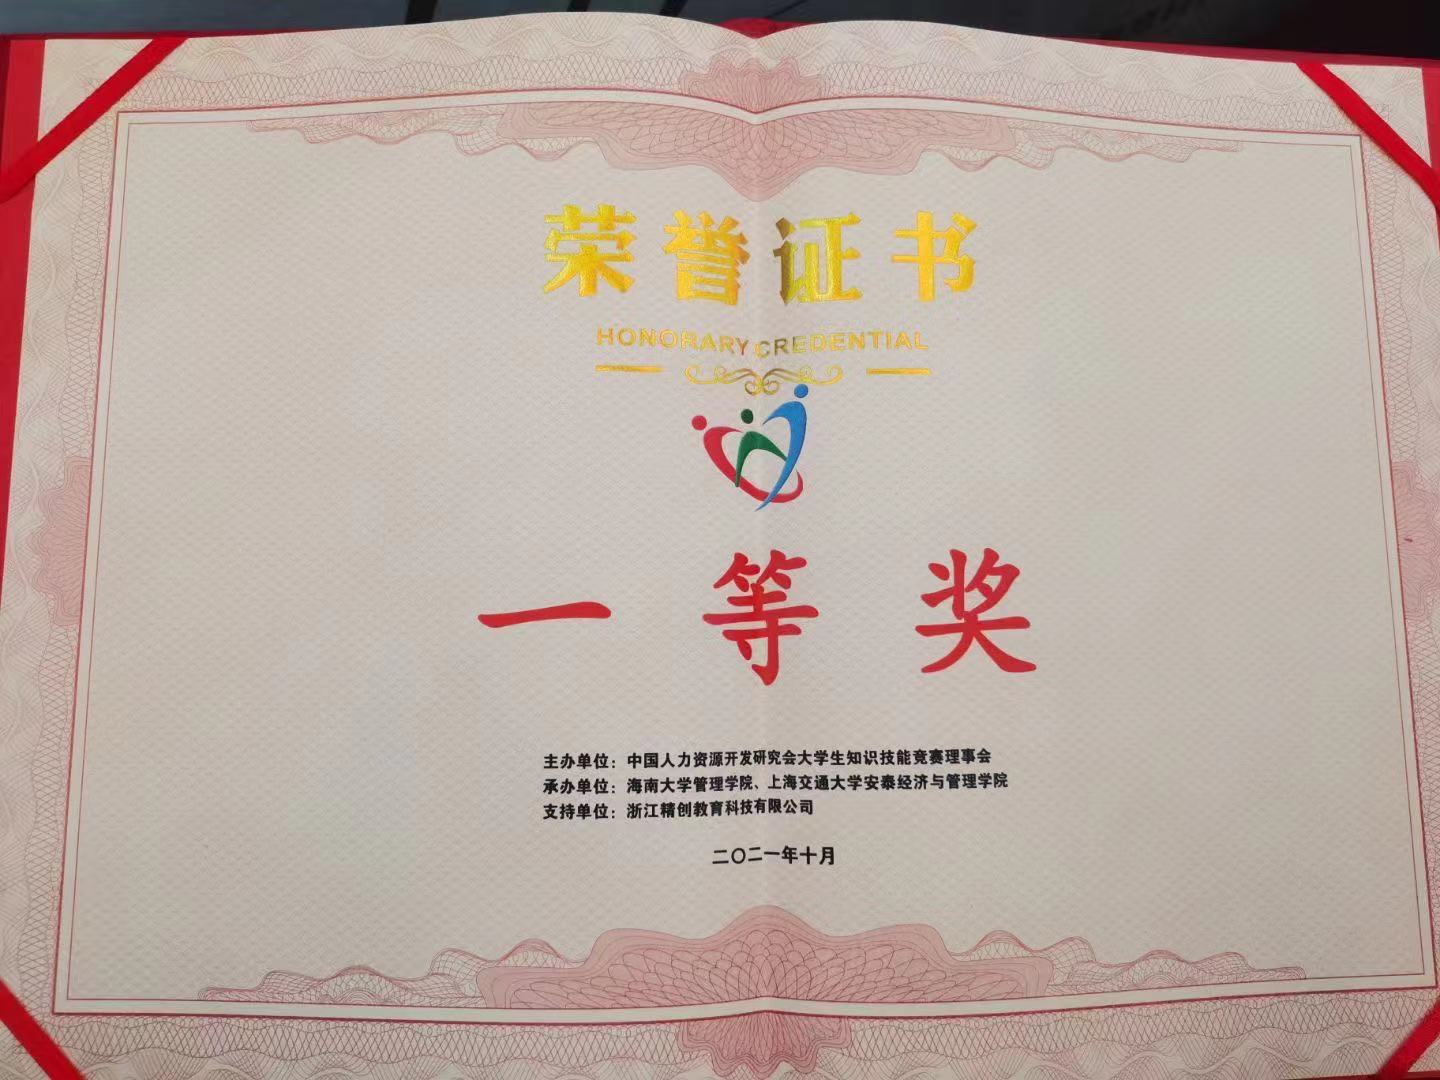 荣誉证书
HONORARY CREDENTIAL
一等奖
主办单位：中国人力资源开发研究会大学生知识技能竞赛理事会
承办单位：海南大学管理学院、上海交通大学安泰经济与管理学院
支持单位：浙江精创教育科技有限公司
二〇二一年十月